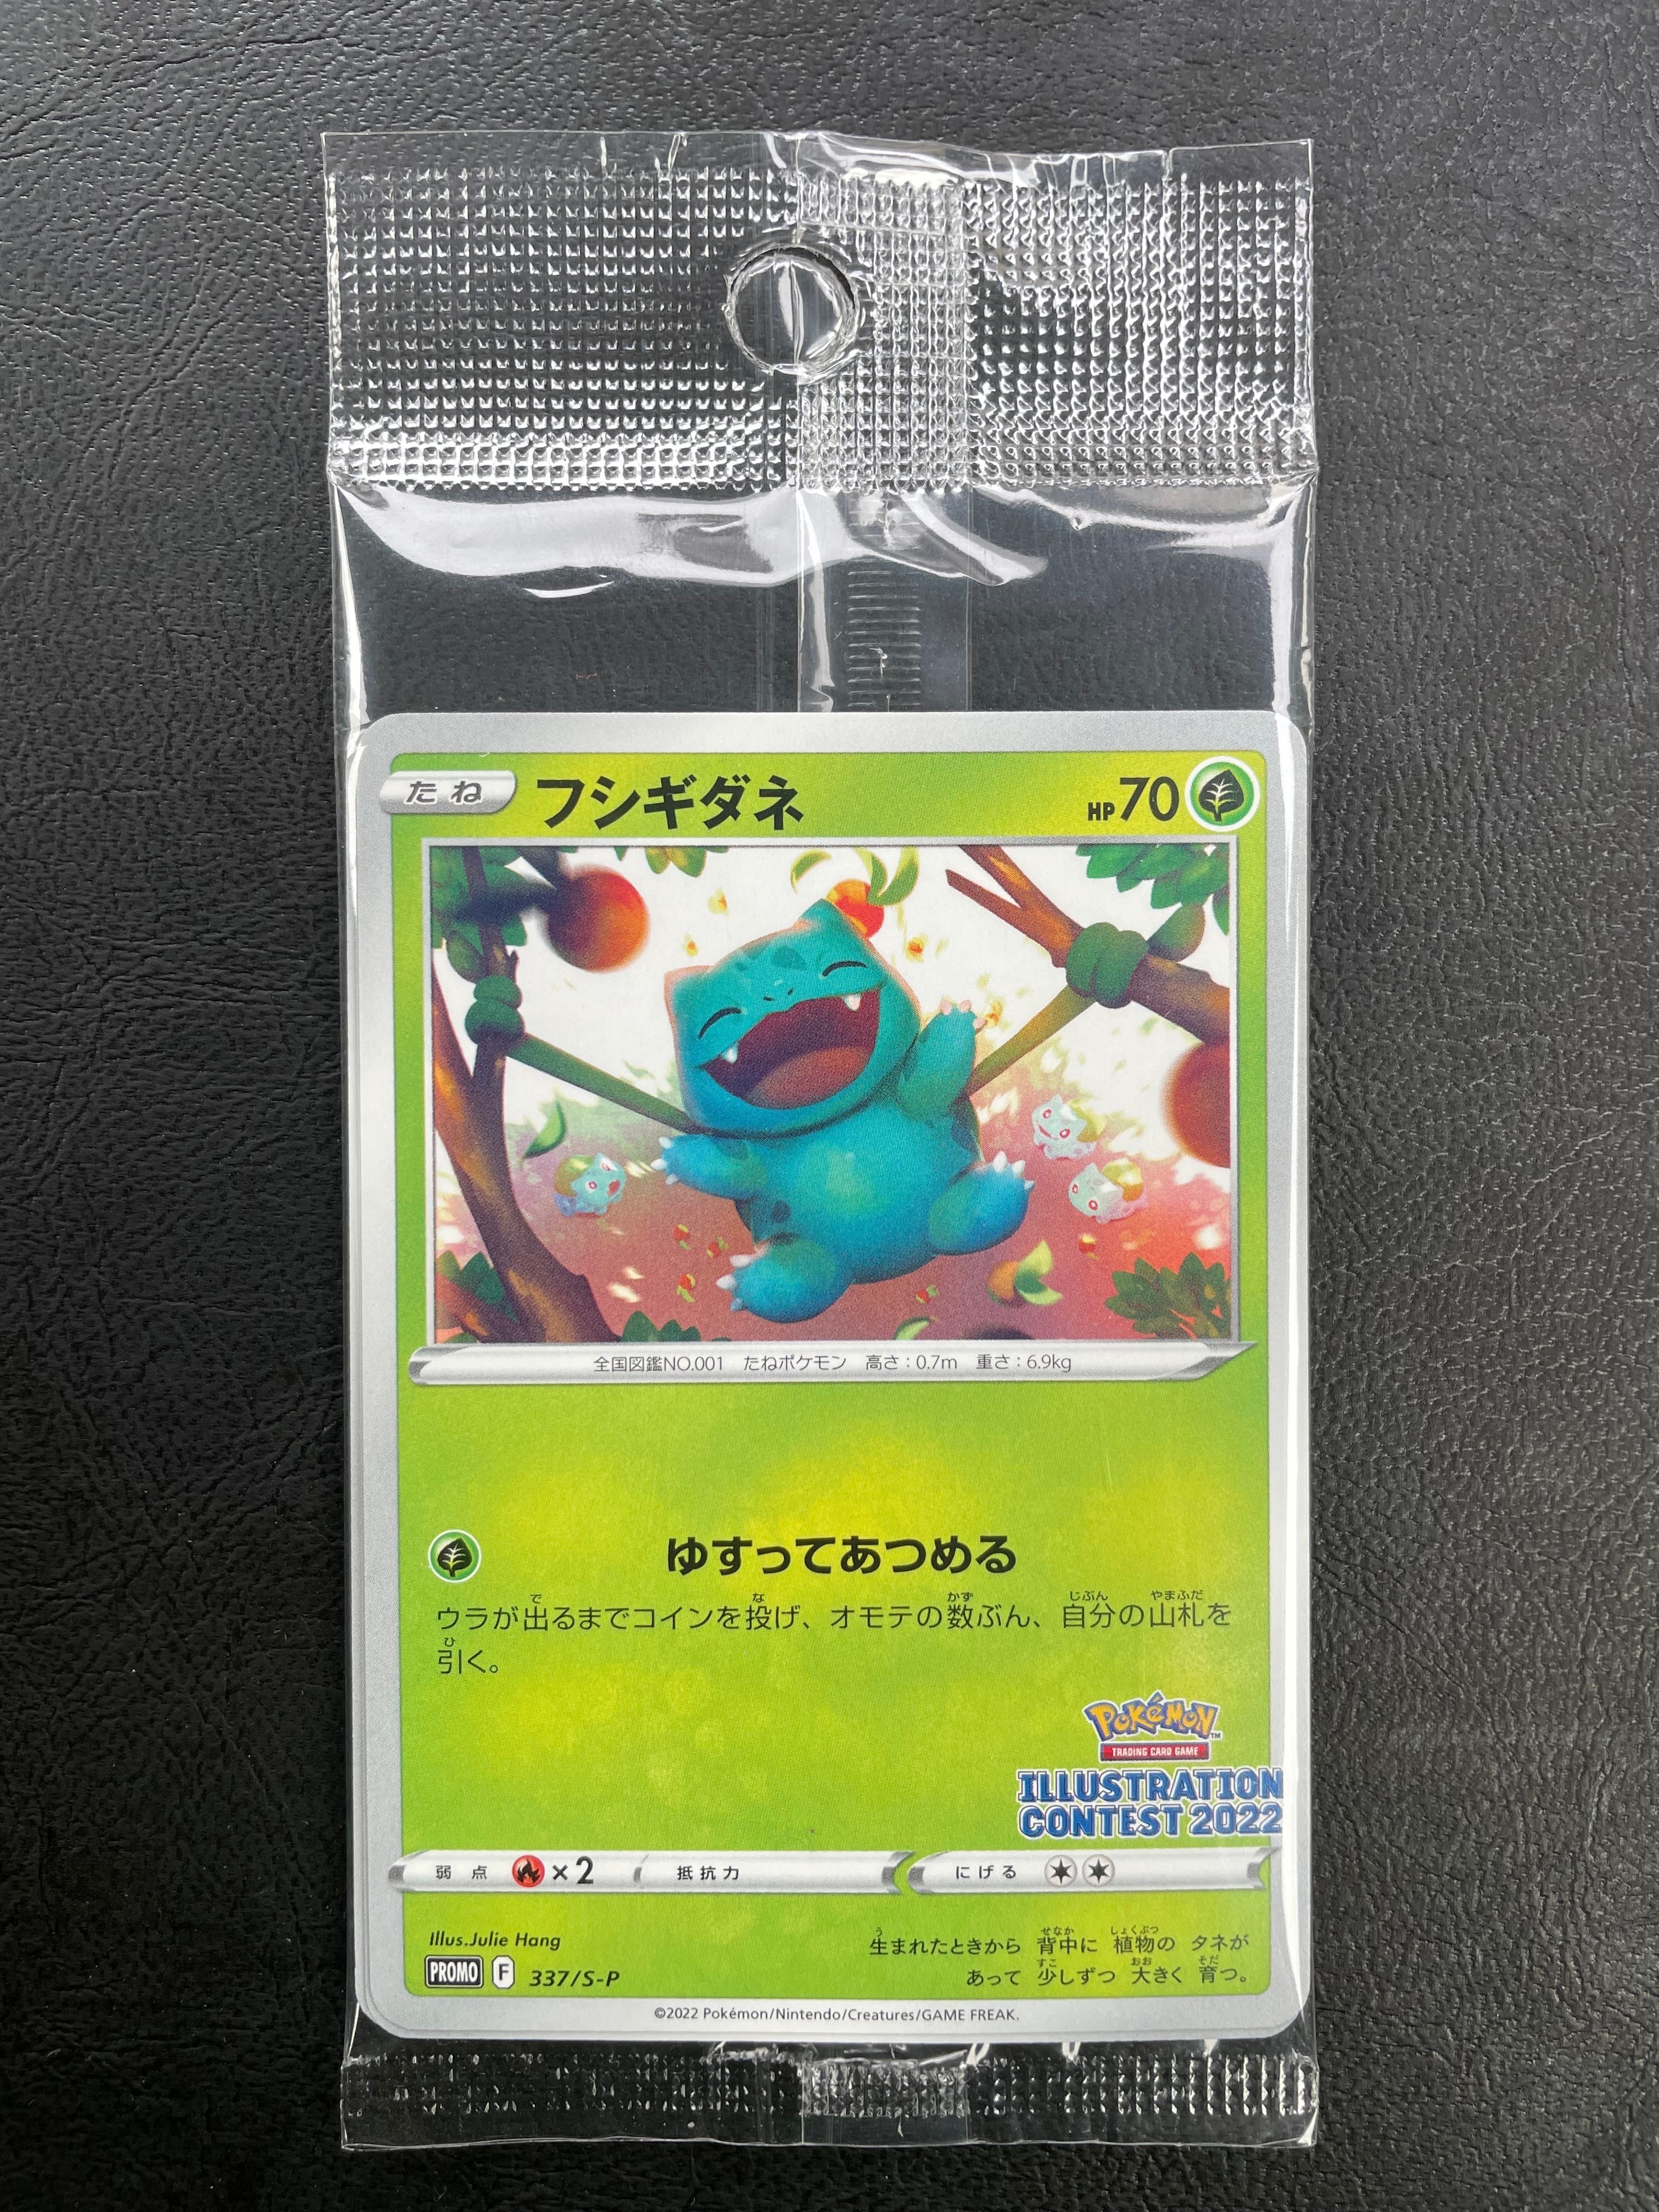 たね フシギダネ HP70
全国図鑑NO.001 たねポケモン 高さ:0.7m 重さ:6.9kg
ゆすってあつめる
ウラが出るまでコインを投げ、オモテの数ぶん、自分の山札を
引く。
Pokémon
TRADING CARD GAME
ILLUSTRATION
CONTEST 2022
弱点 ×2 抵抗力 にげる
Illus.Julie Hang
PROMO F 337/S-P
生まれたときから 背中に 植物の タネが
あって 少しずつ 大きく 育つ。
©2022 Pokémon/Nintendo/Creatures/GAME FREAK.